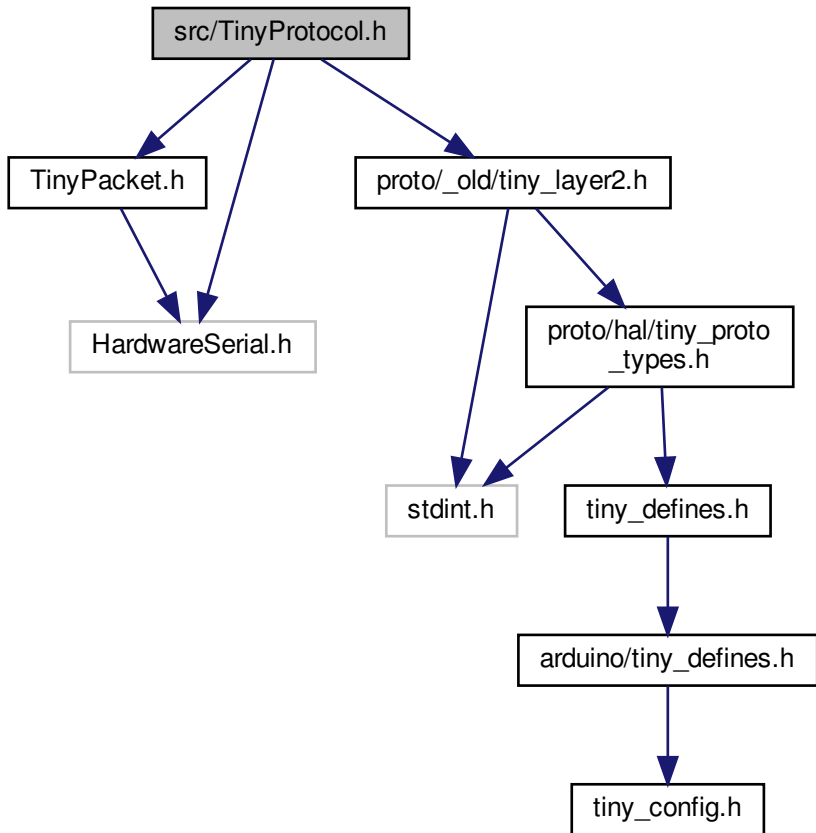 src/TinyProtocol.h
TinyPacket.h
proto/_old/tiny_layer2.h
HardwareSerial.h
proto/hal/tiny_proto
_types.h
stdint.h
tiny_defines.h
arduino/tiny_defines.h
tiny_config.h